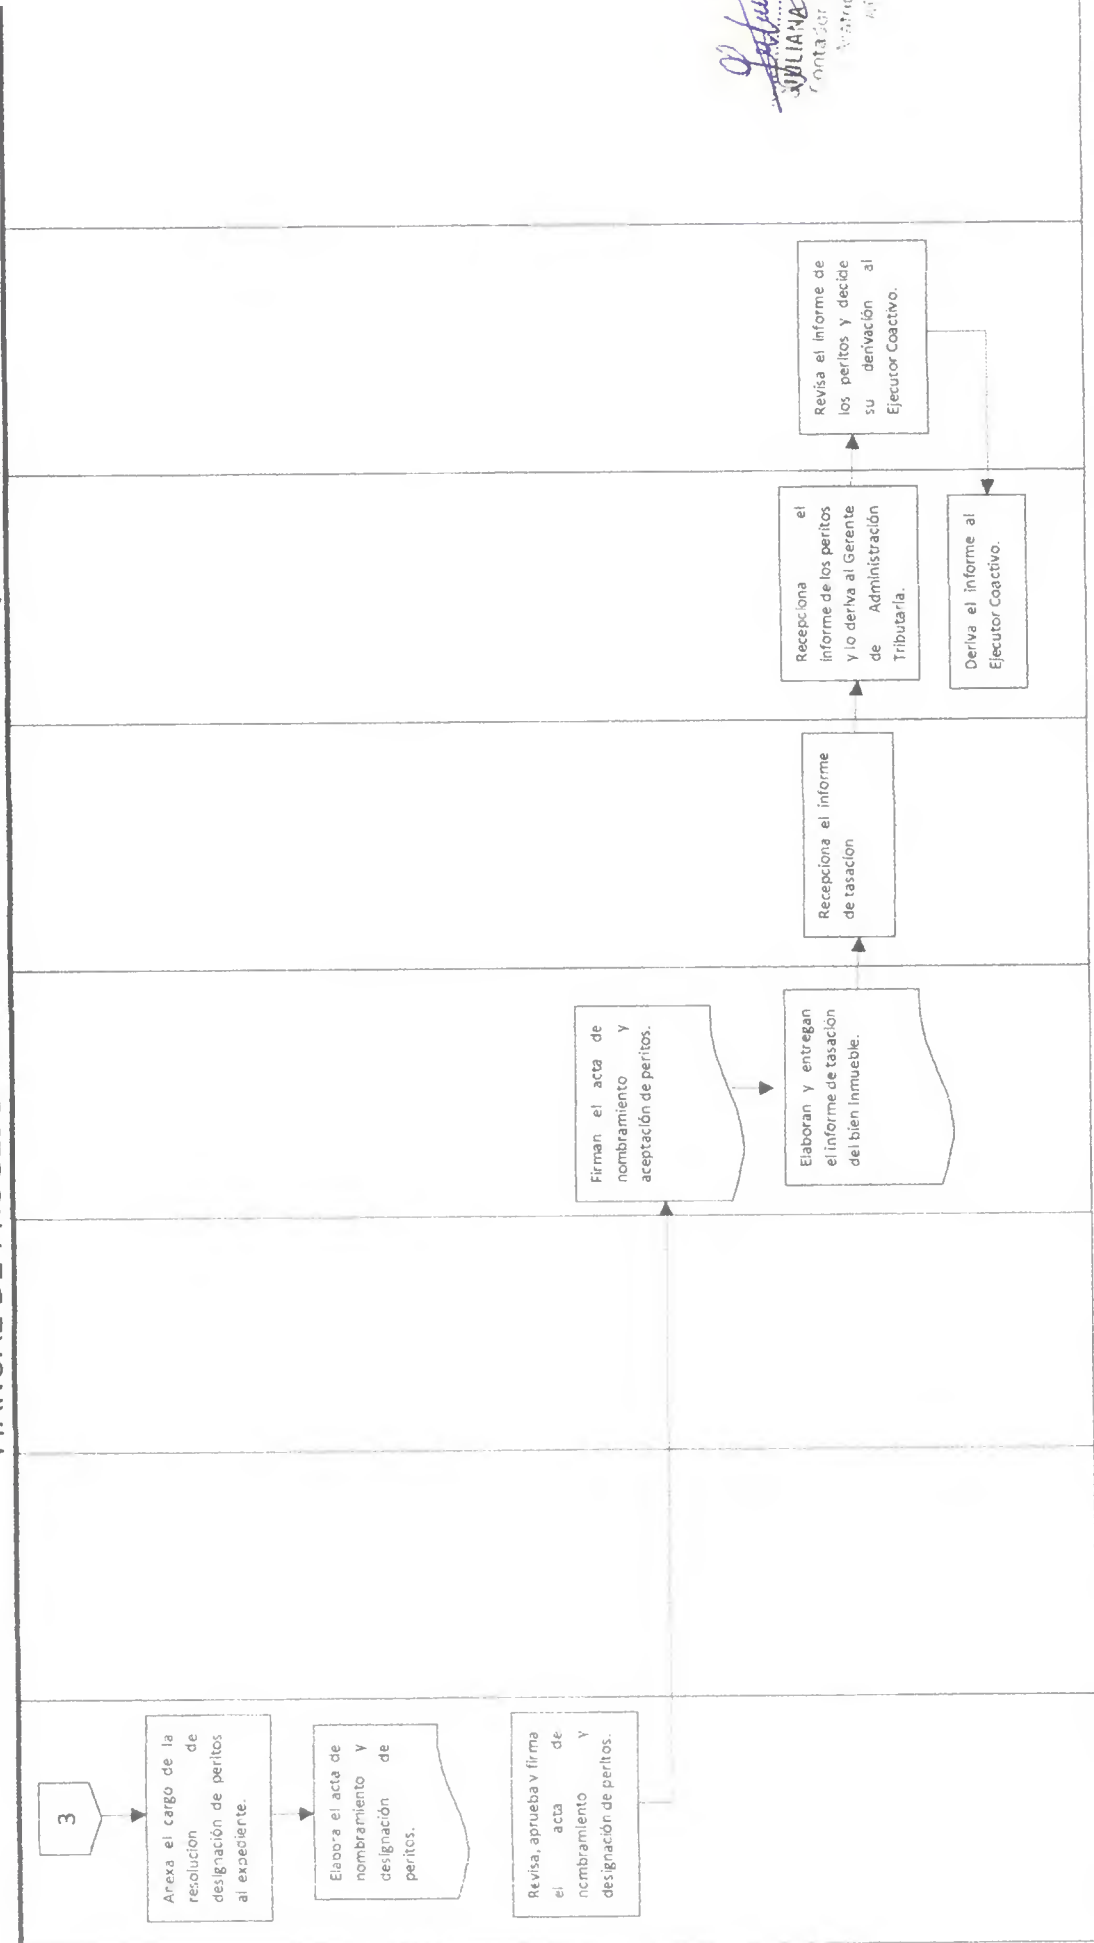 3
Anexa el cargo de la
resolucion de
designación de peritos
al expediente.
Elabora el acta de
nombramiento y
designación de
peritos.
Revisa, aprueba y firma
el acta de
nombramiento y
designación de peritos.
Firman el acta de
nombramiento y
aceptación de peritos.
Elaboran y entregan
el informe de tasación
del bien inmueble.
Recepciona el informe
de tasacion
Recepciona el
informe de los peritos
y lo deriva al Gerente
de Administración
Tributaria.
Revisa el informe de
los peritos y decide
su derivación al
Ejecutor Coactivo.
Deriva el informe al
Ejecutor Coactivo.
JULIANA
Contador